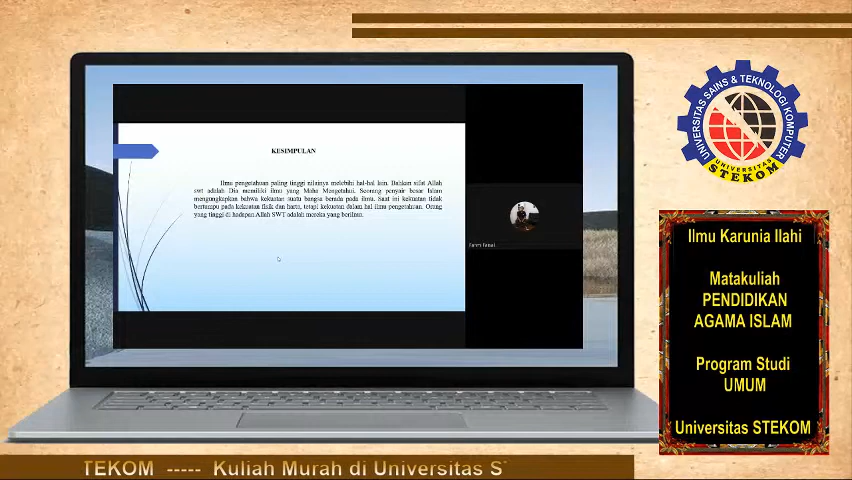 KESIMPULAN
Ilmu pengetahuan paling tinggi nilainya melebihi hal-hal lain. Bahkan sifat Allah
swt adalah Dia memiliki ilmu yang Maha Mengetahui. Seorang penyair besar Islam
mengungkapkan bahwa kekuatan suatu bangsa berada pada ilmu. Saat ini kekuatan tidak
bertumpu pada kekuatan fisik dan harta, tetapi kekuatan dalam hal ilmu pengetahuan. Orang
yang tinggi di hadapan Allah SWT adalah mereka yang berilmu.
UNIVERSITAS SAINS & TEKNOLOGI KOMPUTER
STEKOM
Ilmu Karunia Ilahi
Matakuliah
PENDIDIKAN
AGAMA ISLAM
Program Studi
UMUM
Universitas STEKOM
TEKOM ----- Kuliah Murah di Universitas S